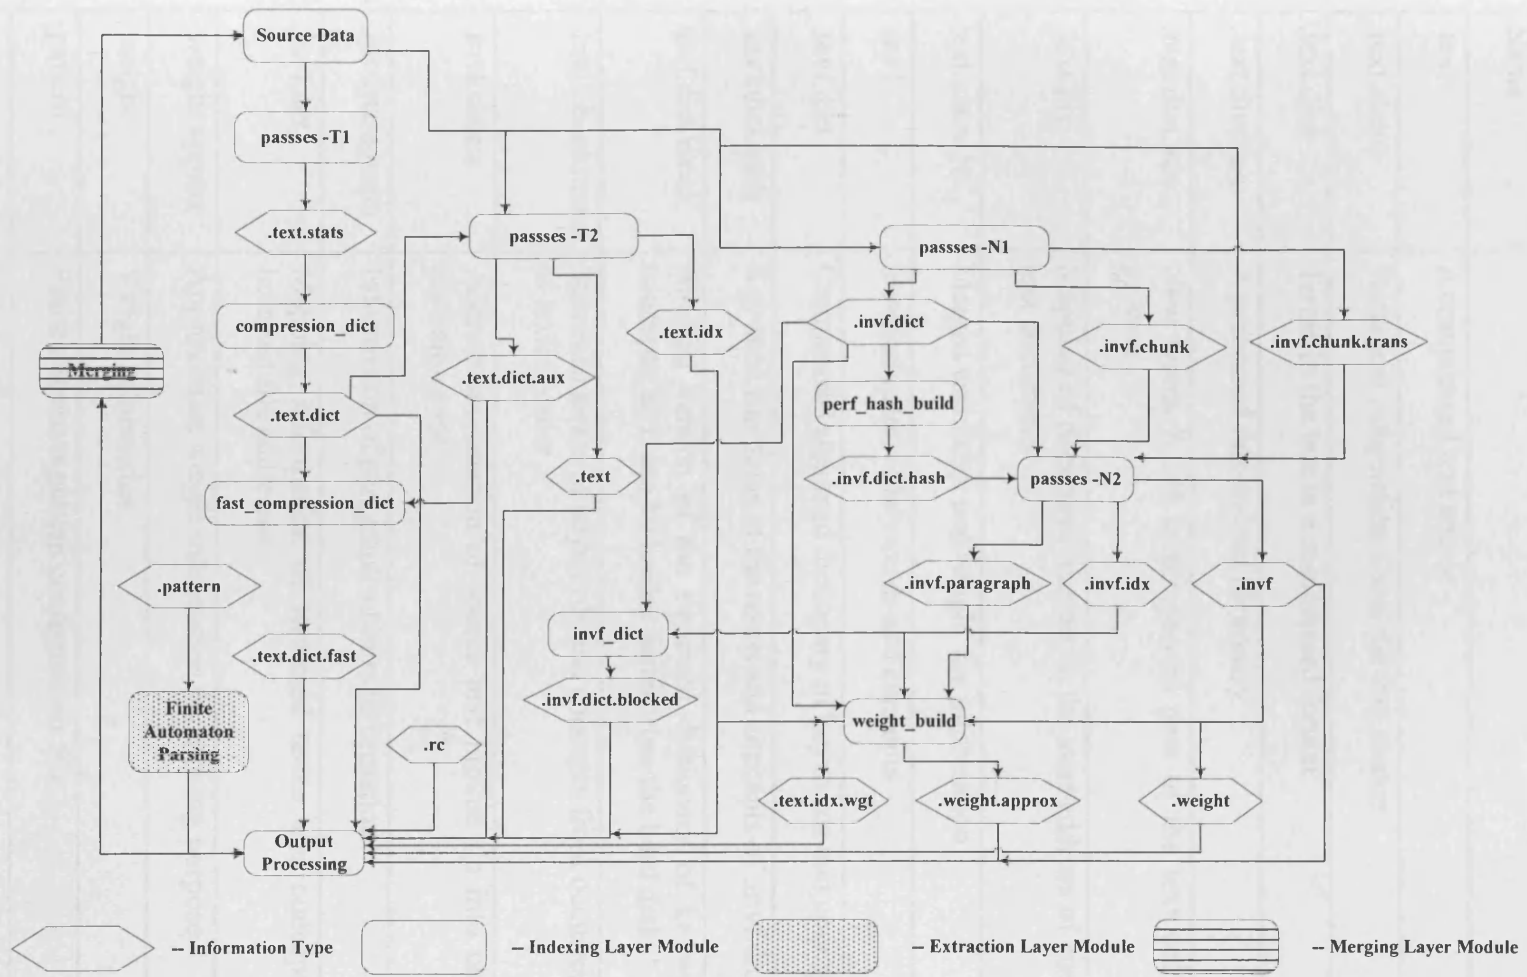 Source Data
passses -T1
.text.stats
passses -T2
passses -N1
compression_dict
.text.idx
.invf.dict
.invf.chunk
.invf.chunk.trans
Merging
.text.dict.aux
.text.dict
perf_hash_build
.text
.invf.dict.hash
passses -N2
fast_compression_dict
.pattern
.invf.paragraph
.invf.idx
.invf
invf_dict
.text.dict.fast
.invf.dict.blocked
Finite
Automaton
Parsing
weight_build
.rc
.text.idx.wgt
.weight.approx
.weight
Output
Processing
-- Information Type
-- Indexing Layer Module
-- Extraction Layer Module
-- Merging Layer Module